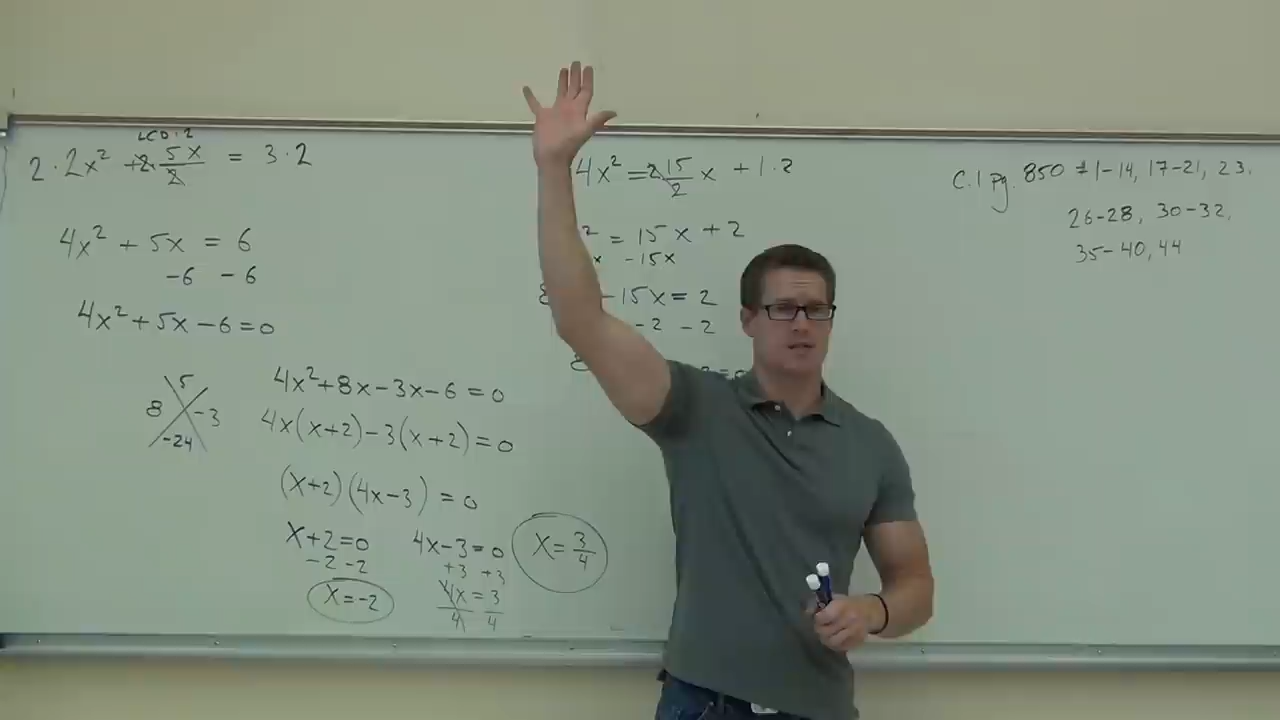 LCD: 2
2·2x² + 2·5x/2 = 3·2
4x² + 5x = 6
-6 -6
4x² + 5x - 6 = 0
5
8 -3
-24
4x² + 8x - 3x - 6 = 0
4x(x+2) - 3(x+2) = 0
(x+2)(4x-3) = 0
x+2=0 4x-3=0
-2 -2 +3 +3
x=-2 4x = 3
4 4
x = 3/4
4x² = 2·15/2 x + 1·2
² = 15x + 2
x -15x
8 -15x = 2
-2 -2
8 =0
C.1 pg. 850 #1-14, 17-21, 23,
26-28, 30-32,
35-40, 44